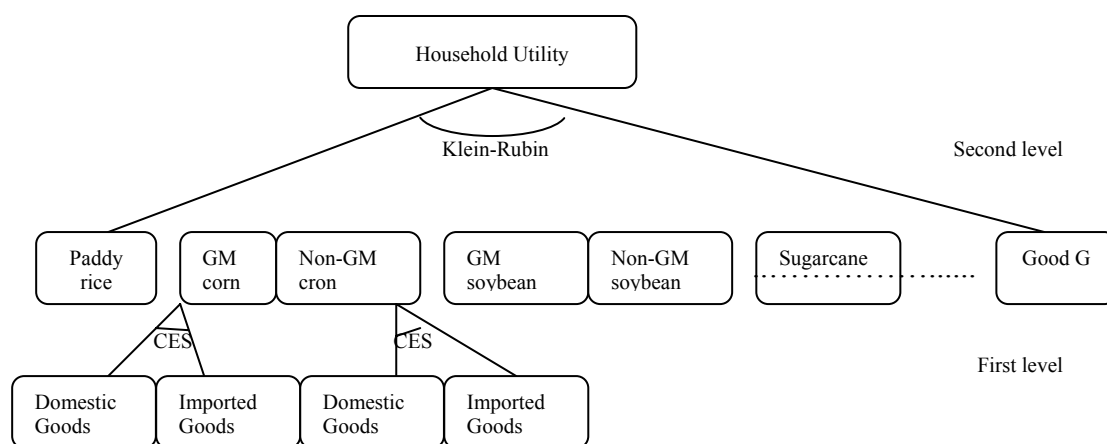 Household Utility
Klein-Rubin
Second level
Paddy
rice
GM
corn
Non-GM
cron
GM
soybean
Non-GM
soybean
Sugarcane
Good G
CES
CES
First level
Domestic
Goods
Imported
Goods
Domestic
Goods
Imported
Goods